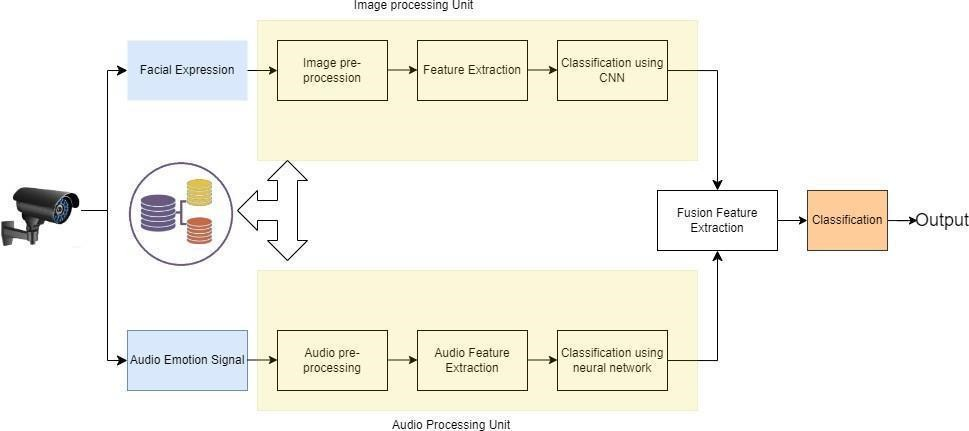 Image processing Unit
Facial Expression
Image pre-
procession
Feature Extraction
Classification using
CNN
Fusion Feature
Extraction
Classification
Output
Audio Emotion Signal
Audio pre-
processing
Audio Feature
Extraction
Classification using
neural network
Audio Processing Unit